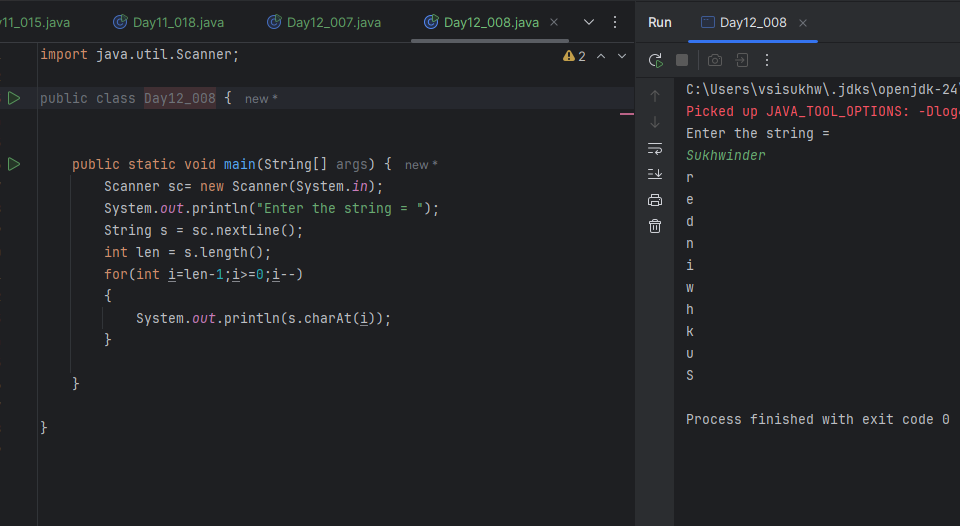 11_015.java Day11_018.java Day12_007.java Day12_008.java
import java.util.Scanner;
2
public class Day12_008 { new *
public static void main(String[] args) { new *
Scanner sc= new Scanner(System.in);
System.out.println("Enter the string = ");
String s = sc.nextLine();
int len = s.length();
for(int i=len-1;i>=0;i--)
{
System.out.println(s.charAt(i));
}
}
}
Run Day12_008
C:\Users\vsisukhw\.jdks\openjdk-24\
Picked up JAVA_TOOL_OPTIONS: -Dlog4
Enter the string =
Sukhwinder
r
e
d
n
i
w
h
k
u
S
Process finished with exit code 0